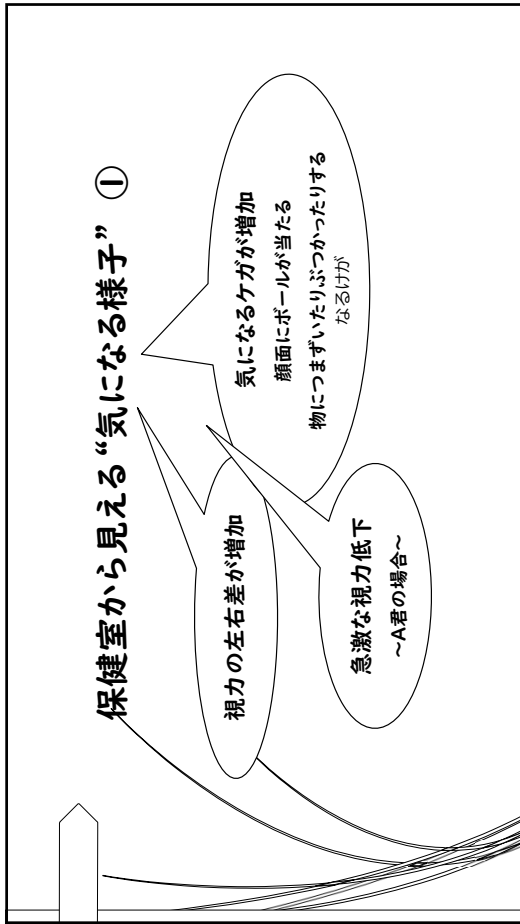 保健室から見える“気になる様子” ①
視力の左右差が増加
気になるケガが増加
顔面にボールが当たる
物につまずいたりぶつかったりする
なるけが
急激な視力低下
～A君の場合～